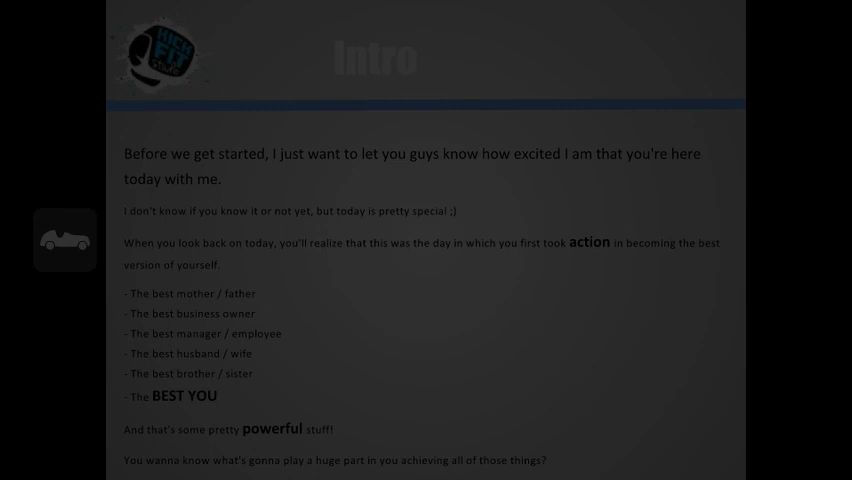 KICK
FIT
Studio
Intro
Before we get started, I just want to let you guys know how excited I am that you're here
today with me.
I don't know if you know it or not yet, but today is pretty special ;)
When you look back on today, you'll realize that this was the day in which you first took action in becoming the best
version of yourself.
- The best mother / father
- The best business owner
- The best manager / employee
- The best husband / wife
- The best brother / sister
- The BEST YOU
And that's some pretty powerful stuff!
You wanna know what's gonna play a huge part in you achieving all of those things?